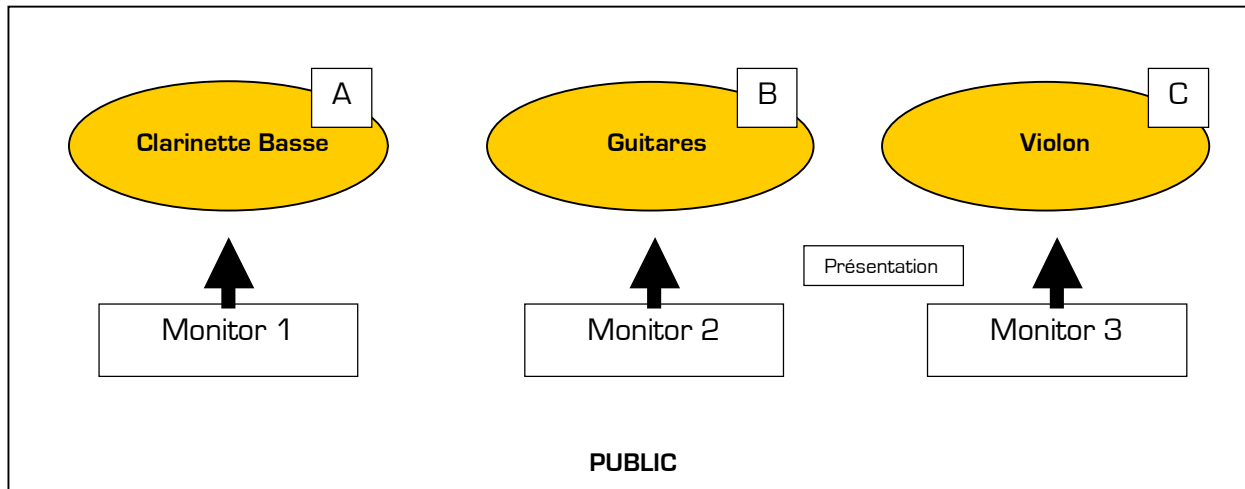 A
B
C
Clarinette Basse
Guitares
Violon
Présentation
Monitor 1
Monitor 2
Monitor 3
PUBLIC